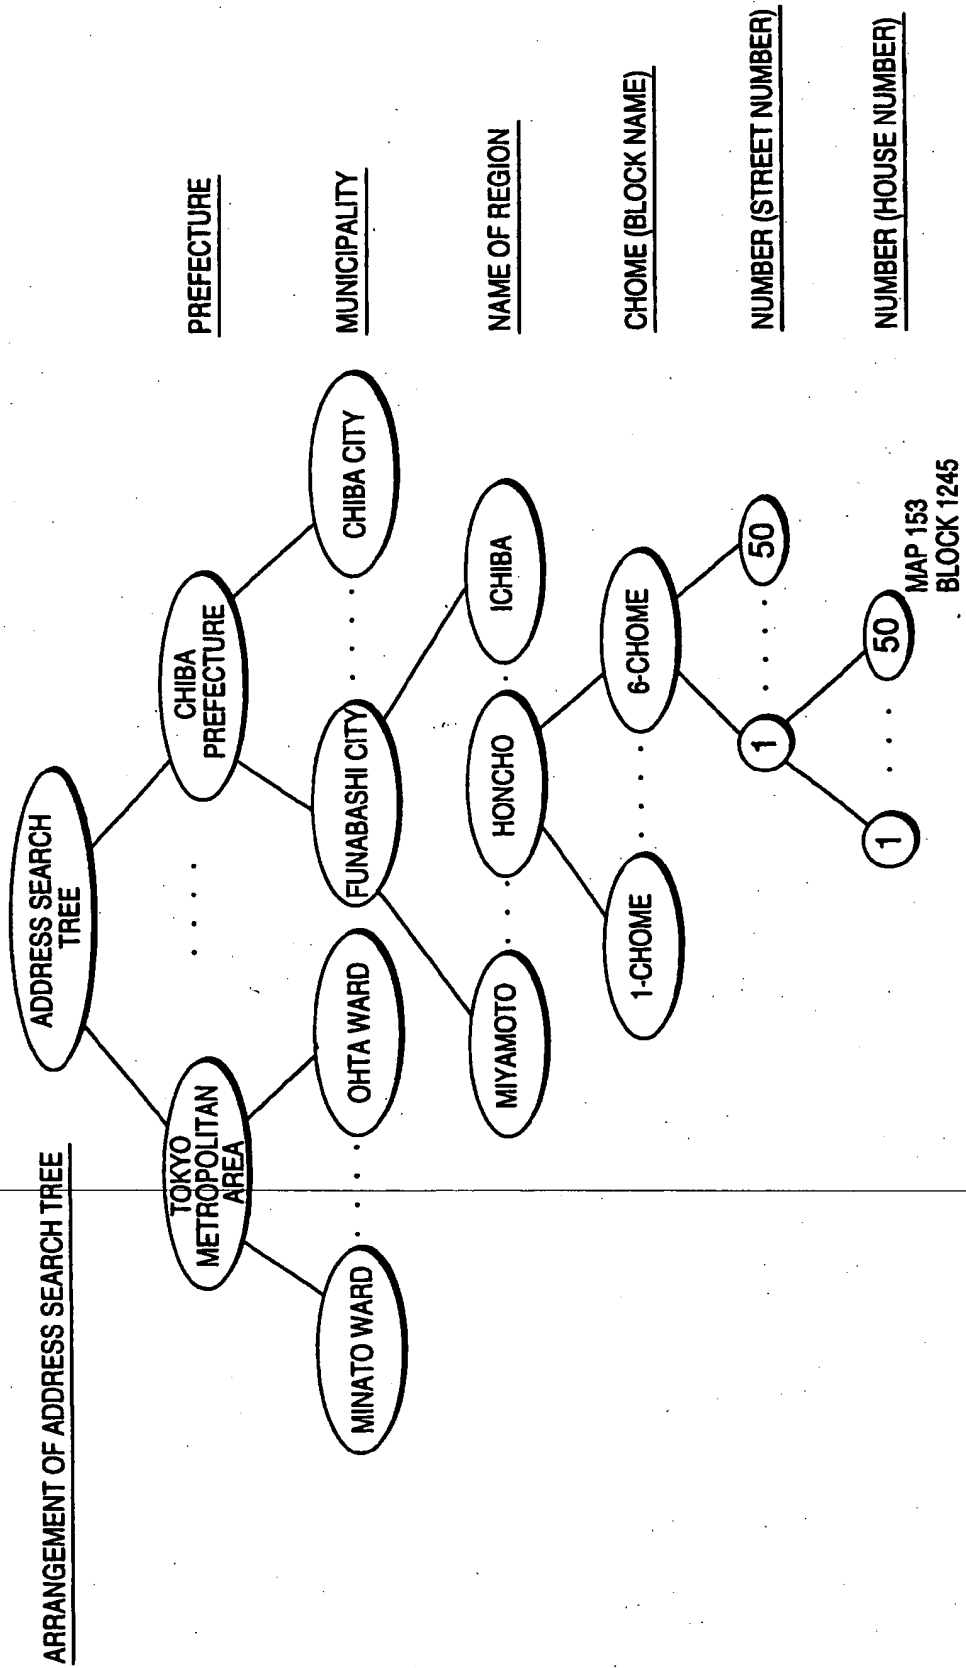 ARRANGEMENT OF ADDRESS SEARCH TREE
ADDRESS SEARCH
TREE
PREFECTURE
TOKYO
METROPOLITAN
AREA
CHIBA
PREFECTURE
MUNICIPALITY
MINATO WARD
OHTA WARD
FUNABASHI CITY
CHIBA CITY
NAME OF REGION
MIYAMOTO
HONCHO
ICHIBA
CHOME (BLOCK NAME)
1-CHOME
6-CHOME
NUMBER (STREET NUMBER)
1
50
NUMBER (HOUSE NUMBER)
1
50
MAP 153
BLOCK 1245